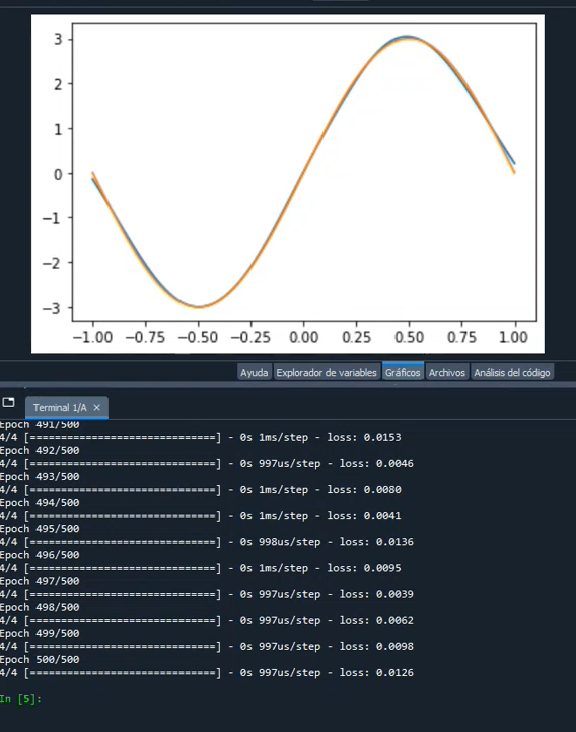 3
2
1
0
−1
−2
−3
−1.00 −0.75 −0.50 −0.25 0.00 0.25 0.50 0.75 1.00
Ayuda Explorador de variables Gráficos Archivos Análisis del código
Terminal 1/A ×
Epoch 491/500
4/4 [==============================] - 0s 1ms/step - loss: 0.0153
Epoch 492/500
4/4 [==============================] - 0s 997us/step - loss: 0.0046
Epoch 493/500
4/4 [==============================] - 0s 1ms/step - loss: 0.0080
Epoch 494/500
4/4 [==============================] - 0s 1ms/step - loss: 0.0041
Epoch 495/500
4/4 [==============================] - 0s 998us/step - loss: 0.0136
Epoch 496/500
4/4 [==============================] - 0s 1ms/step - loss: 0.0095
Epoch 497/500
4/4 [==============================] - 0s 997us/step - loss: 0.0039
Epoch 498/500
4/4 [==============================] - 0s 997us/step - loss: 0.0062
Epoch 499/500
4/4 [==============================] - 0s 997us/step - loss: 0.0098
Epoch 500/500
4/4 [==============================] - 0s 997us/step - loss: 0.0126
In [5]: